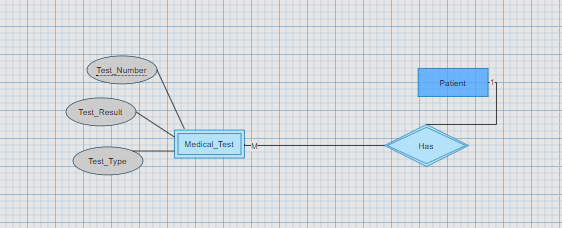 Test_Number
Patient
1
Test_Result
Medical_Test
M
Has
Test_Type